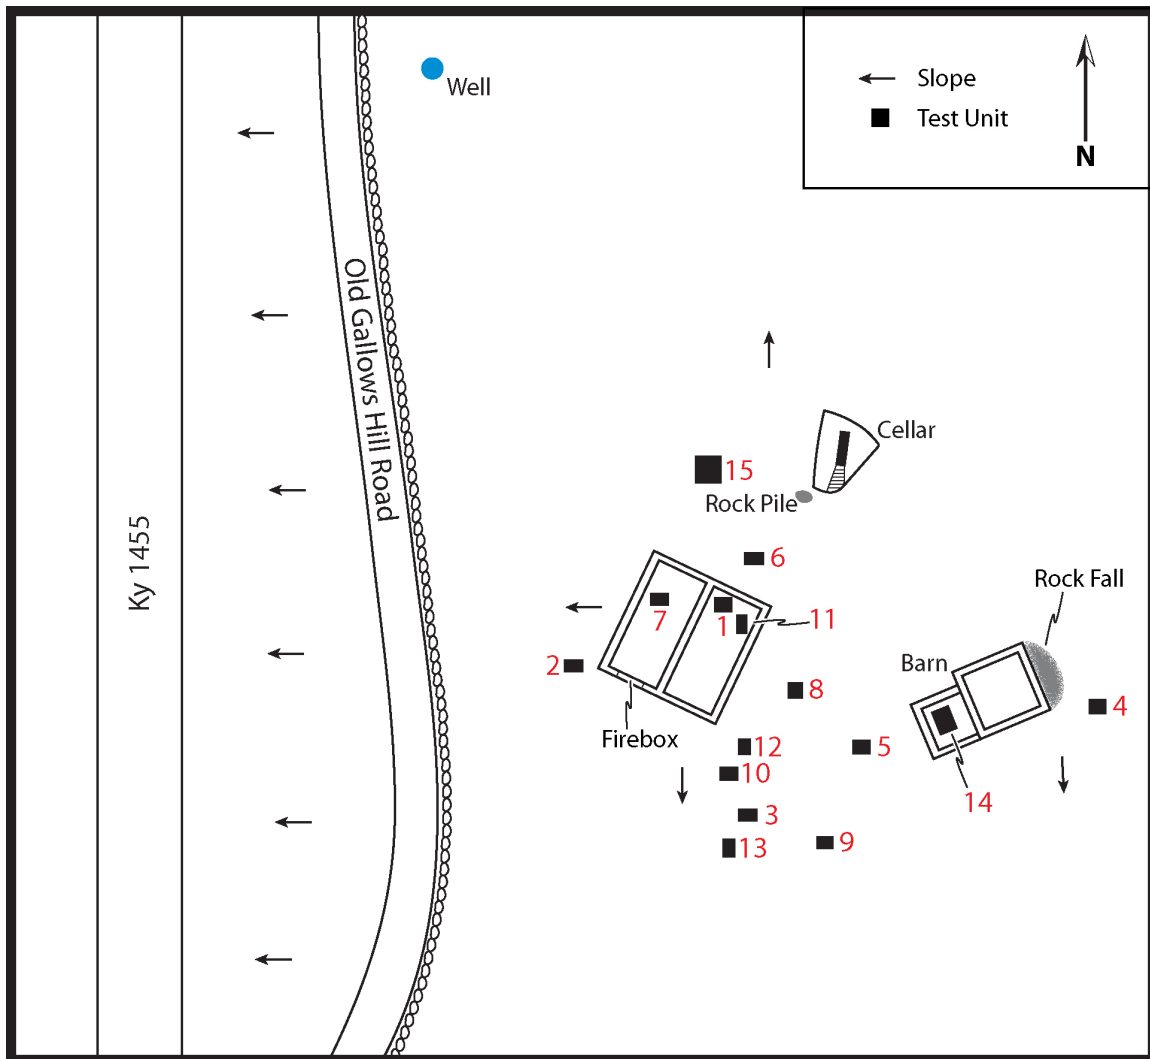 Well
Slope
Test Unit
N
Old Gallows Hill Road
Ky 1455
Cellar
15
Rock Pile
6
Rock Fall
7
1
11
2
Barn
8
4
Firebox
12
5
10
14
3
13
9